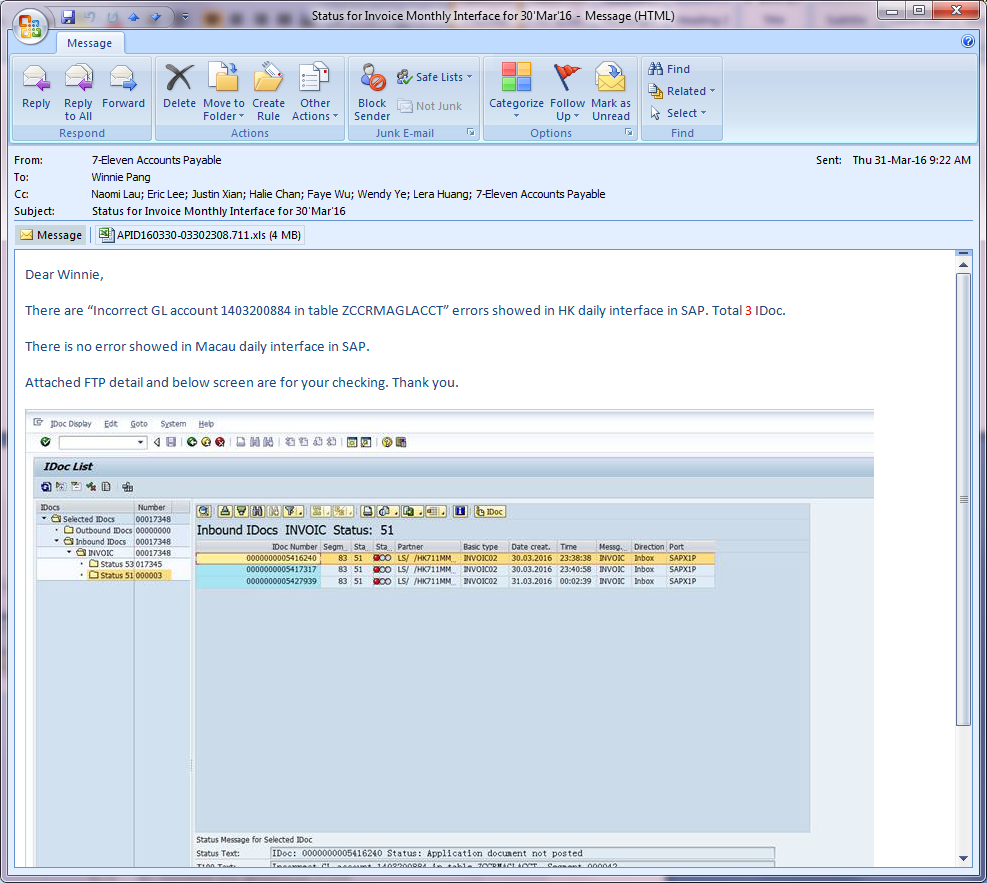 Status for Invoice Monthly Interface for 30'Mar'16 - Message (HTML)
Message
Reply
Reply to All
Forward
Delete
Move to Folder
Create Rule
Other Actions
Block Sender
Safe Lists
Not Junk
Categorize
Follow Up
Mark as Unread
Find
Related
Select
Respond
Actions
Junk E-mail
Options
Find
From: 7-Eleven Accounts Payable
Sent: Thu 31-Mar-16 9:22 AM
To: Winnie Pang
Cc: Naomi Lau; Eric Lee; Justin Xian; Halie Chan; Faye Wu; Wendy Ye; Lera Huang; 7-Eleven Accounts Payable
Subject: Status for Invoice Monthly Interface for 30'Mar'16
Message
APID160330-03302308.711.xls (4 MB)
Dear Winnie,
There are “Incorrect GL account 1403200884 in table ZCCRMAGLACCT” errors showed in HK daily interface in SAP. Total 3 IDoc.
There is no error showed in Macau daily interface in SAP.
Attached FTP detail and below screen are for your checking. Thank you.
IDoc Display Edit Goto System Help
IDoc List
IDocs Number
Selected IDocs 00017348
Outbound IDocs 00000000
Inbound IDocs 00017348
INVOIC 00017348
Status 53 017345
Status 51 000003
IDoc
Inbound IDocs INVOIC Status: 51
IDoc Number Segm_ Sta_ Sta_ Partner Basic type Date creat. Time Messg._ Direction Port
0000000005416240 83 51 LS/ /HK711MM_ INVOIC02 30.03.2016 23:38:38 INVOIC Inbox SAPX1P
0000000005417317 83 51 LS/ /HK711MM_ INVOIC02 30.03.2016 23:40:58 INVOIC Inbox SAPX1P
0000000005427939 83 51 LS/ /HK711MM_ INVOIC02 31.03.2016 00:02:39 INVOIC Inbox SAPX1P
Status Message for Selected IDoc
Status Text: IDoc: 0000000005416240 Status: Application document not posted
T100 Text: Incorrect GL account 1403200884 in table ZCCRMAGLACCT, Segment 000042